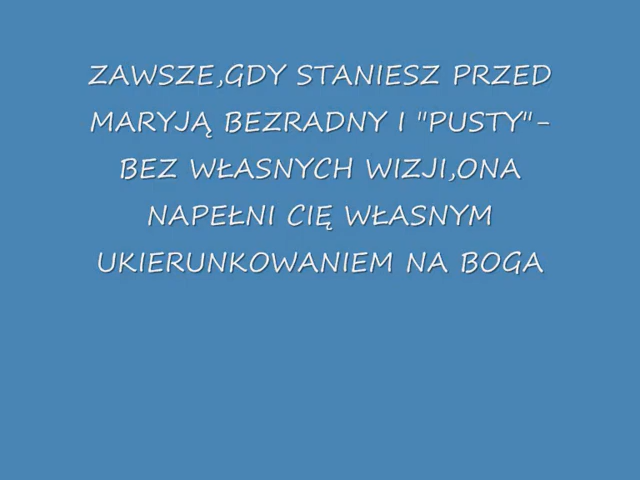 ZAWSZE,GDY STANIESZ PRZED
MARYJĄ BEZRADNY I "PUSTY"-
BEZ WŁASNYCH WIZJI,ONA
NAPEŁNI CIĘ WŁASNYM
UKIERUNKOWANIEM NA BOGA